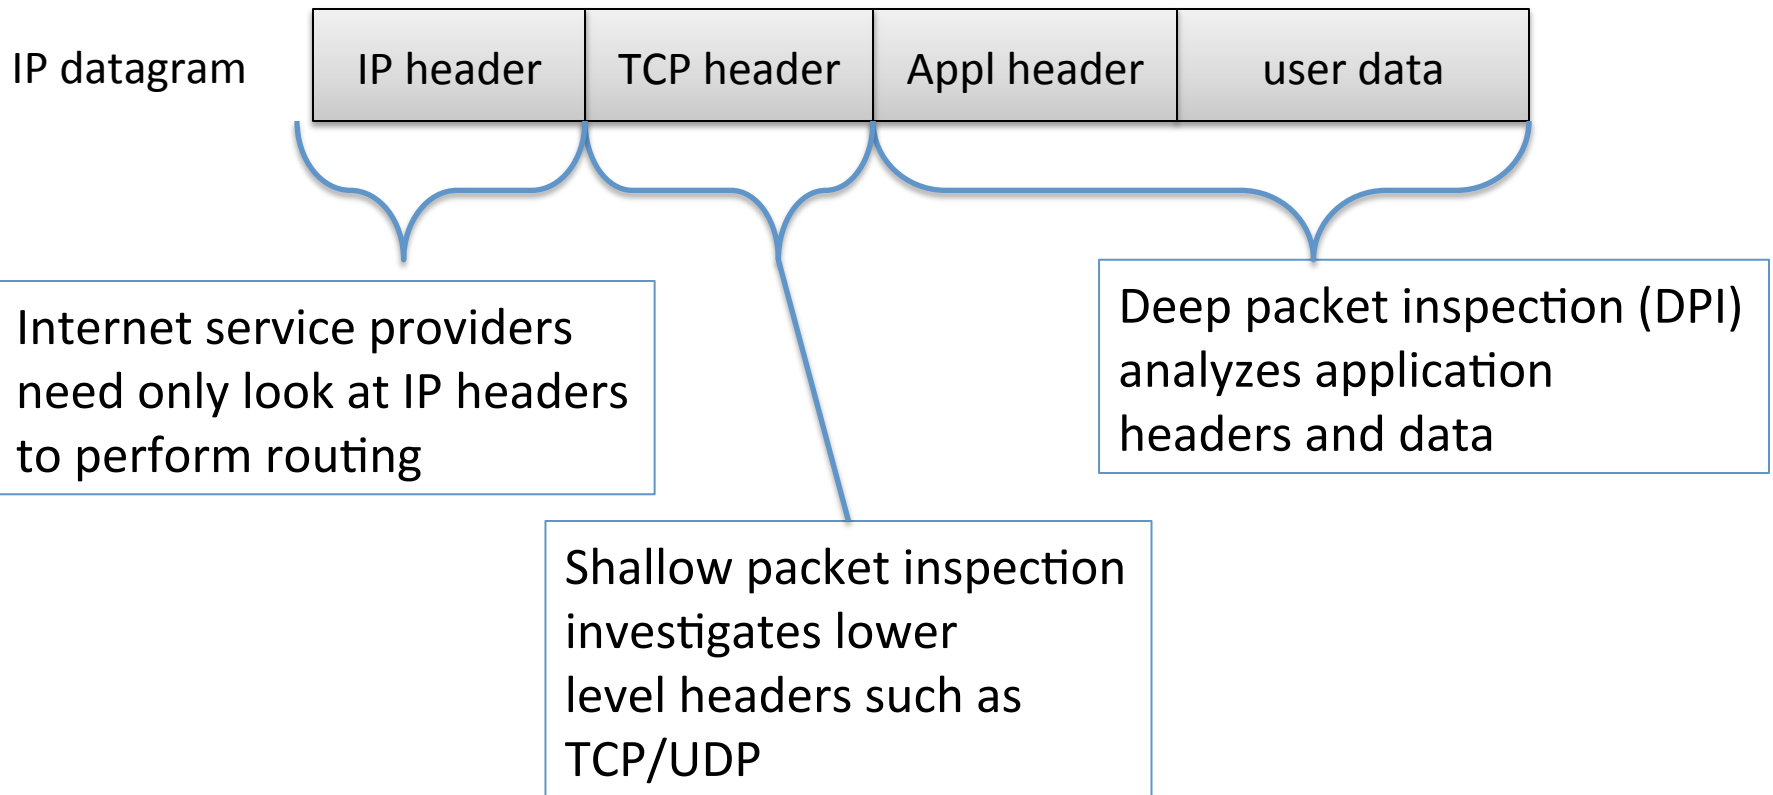 IP datagram
IP header
TCP header
Appl header
user data
Internet service providers
need only look at IP headers
to perform routing
Deep packet inspection (DPI)
analyzes application
headers and data
Shallow packet inspection
investigates lower
level headers such as
TCP/UDP